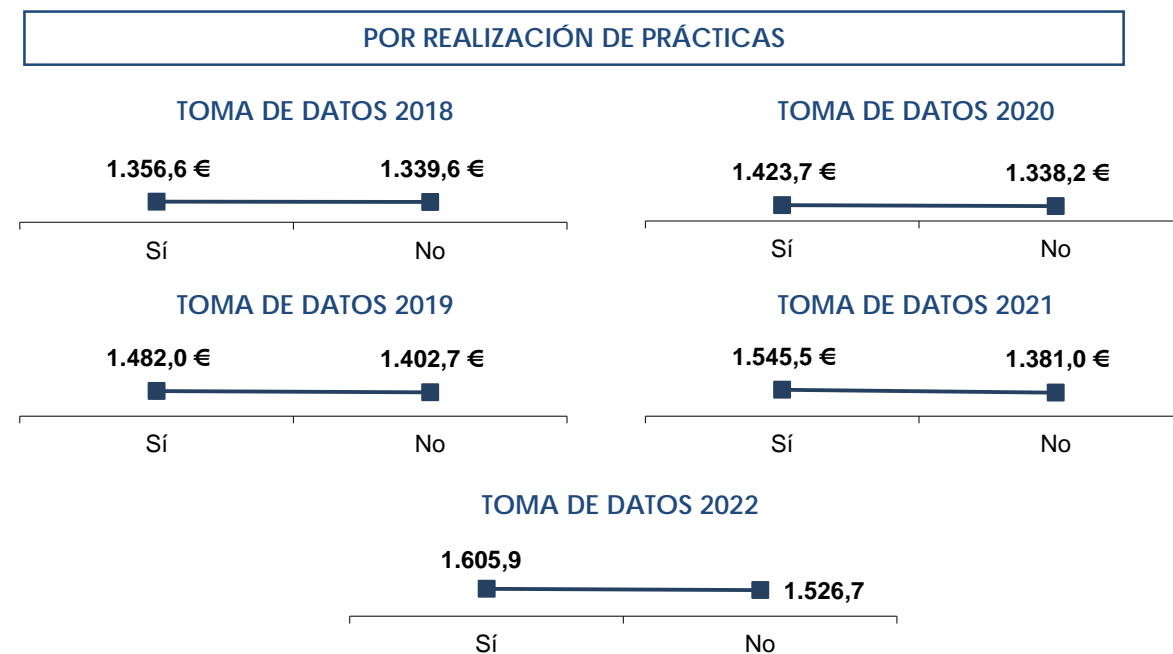 POR REALIZACIÓN DE PRÁCTICAS
TOMA DE DATOS 2018
1.356,6 € 1.339,6 €
Sí No
TOMA DE DATOS 2020
1.423,7 € 1.338,2 €
Sí No
TOMA DE DATOS 2019
1.482,0 € 1.402,7 €
Sí No
TOMA DE DATOS 2021
1.545,5 € 1.381,0 €
Sí No
TOMA DE DATOS 2022
1.605,9
1.526,7
Sí No